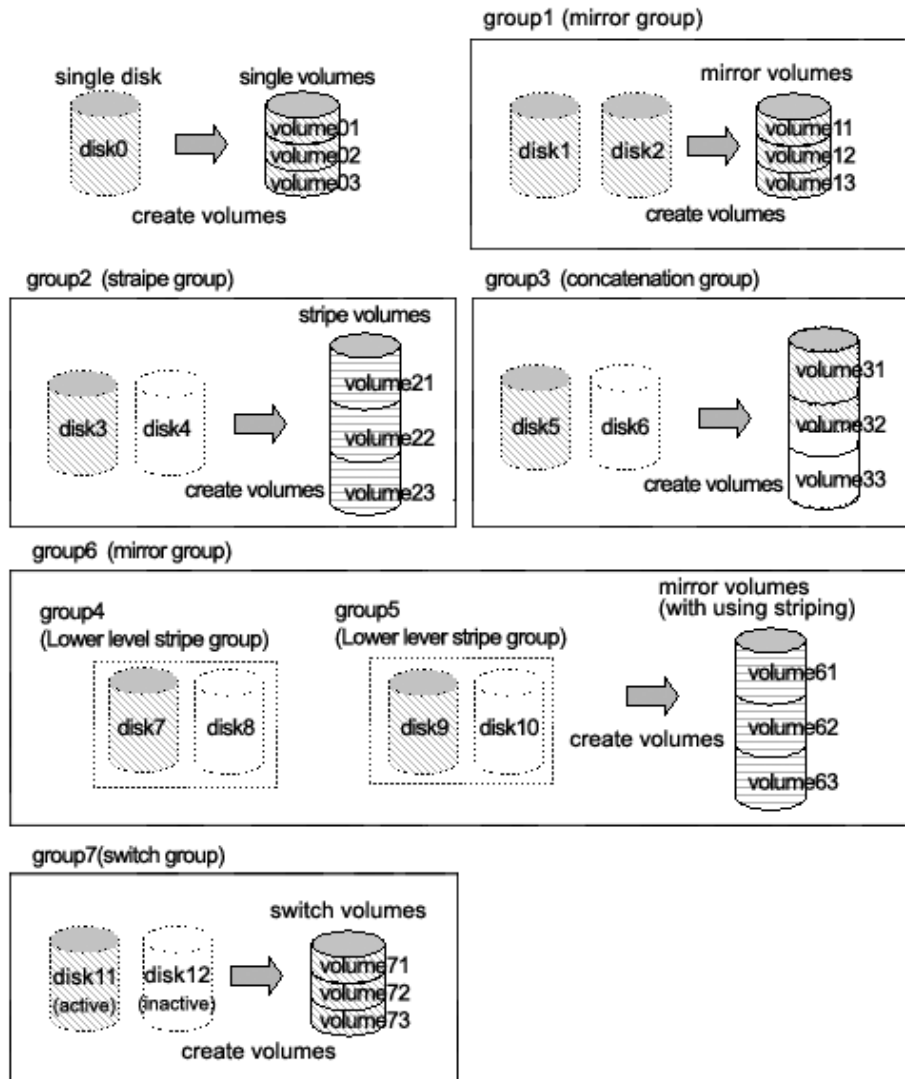 group1 (mirror group)
single disk
single volumes
disk0
volume01
volume02
volume03
create volumes
mirror volumes
disk1
disk2
volume11
volume12
volume13
create volumes
group2 (straipe group)
stripe volumes
disk3
disk4
volume21
volume22
volume23
create volumes
group3 (concatenation group)
disk5
disk6
volume31
volume32
volume33
create volumes
group6 (mirror group)
group4
(Lower level stripe group)
disk7
disk8
group5
(Lower lever stripe group)
disk9
disk10
create volumes
mirror volumes
(with using striping)
volume61
volume62
volume63
group7(switch group)
switch volumes
disk11
(active)
disk12
(inactive)
volume71
volume72
volume73
create volumes